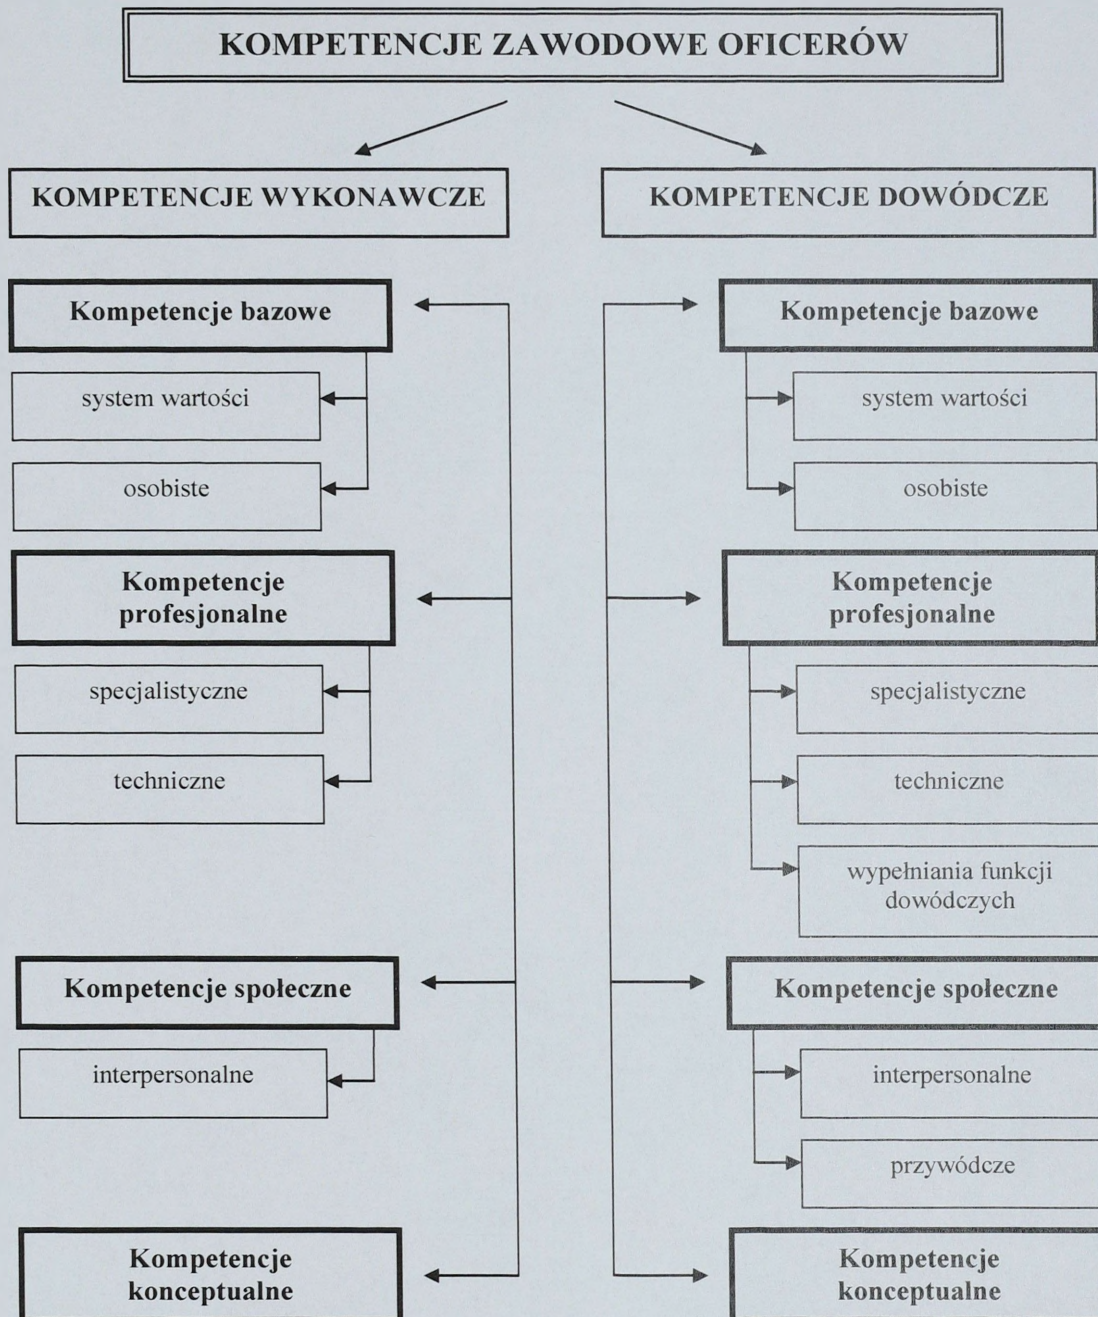 KOMPETENCJE ZAWODOWE OFICERÓW
KOMPETENCJE WYKONAWCZE
KOMPETENCJE DOWÓDCZE
Kompetencje bazowe
system wartości
osobiste
Kompetencje
profesjonalne
specjalistyczne
techniczne
Kompetencje społeczne
interpersonalne
Kompetencje
konceptualne
Kompetencje bazowe
system wartości
osobiste
Kompetencje
profesjonalne
specjalistyczne
techniczne
wypełniania funkcji
dowódczych
Kompetencje społeczne
interpersonalne
przywódcze
Kompetencje
konceptualne